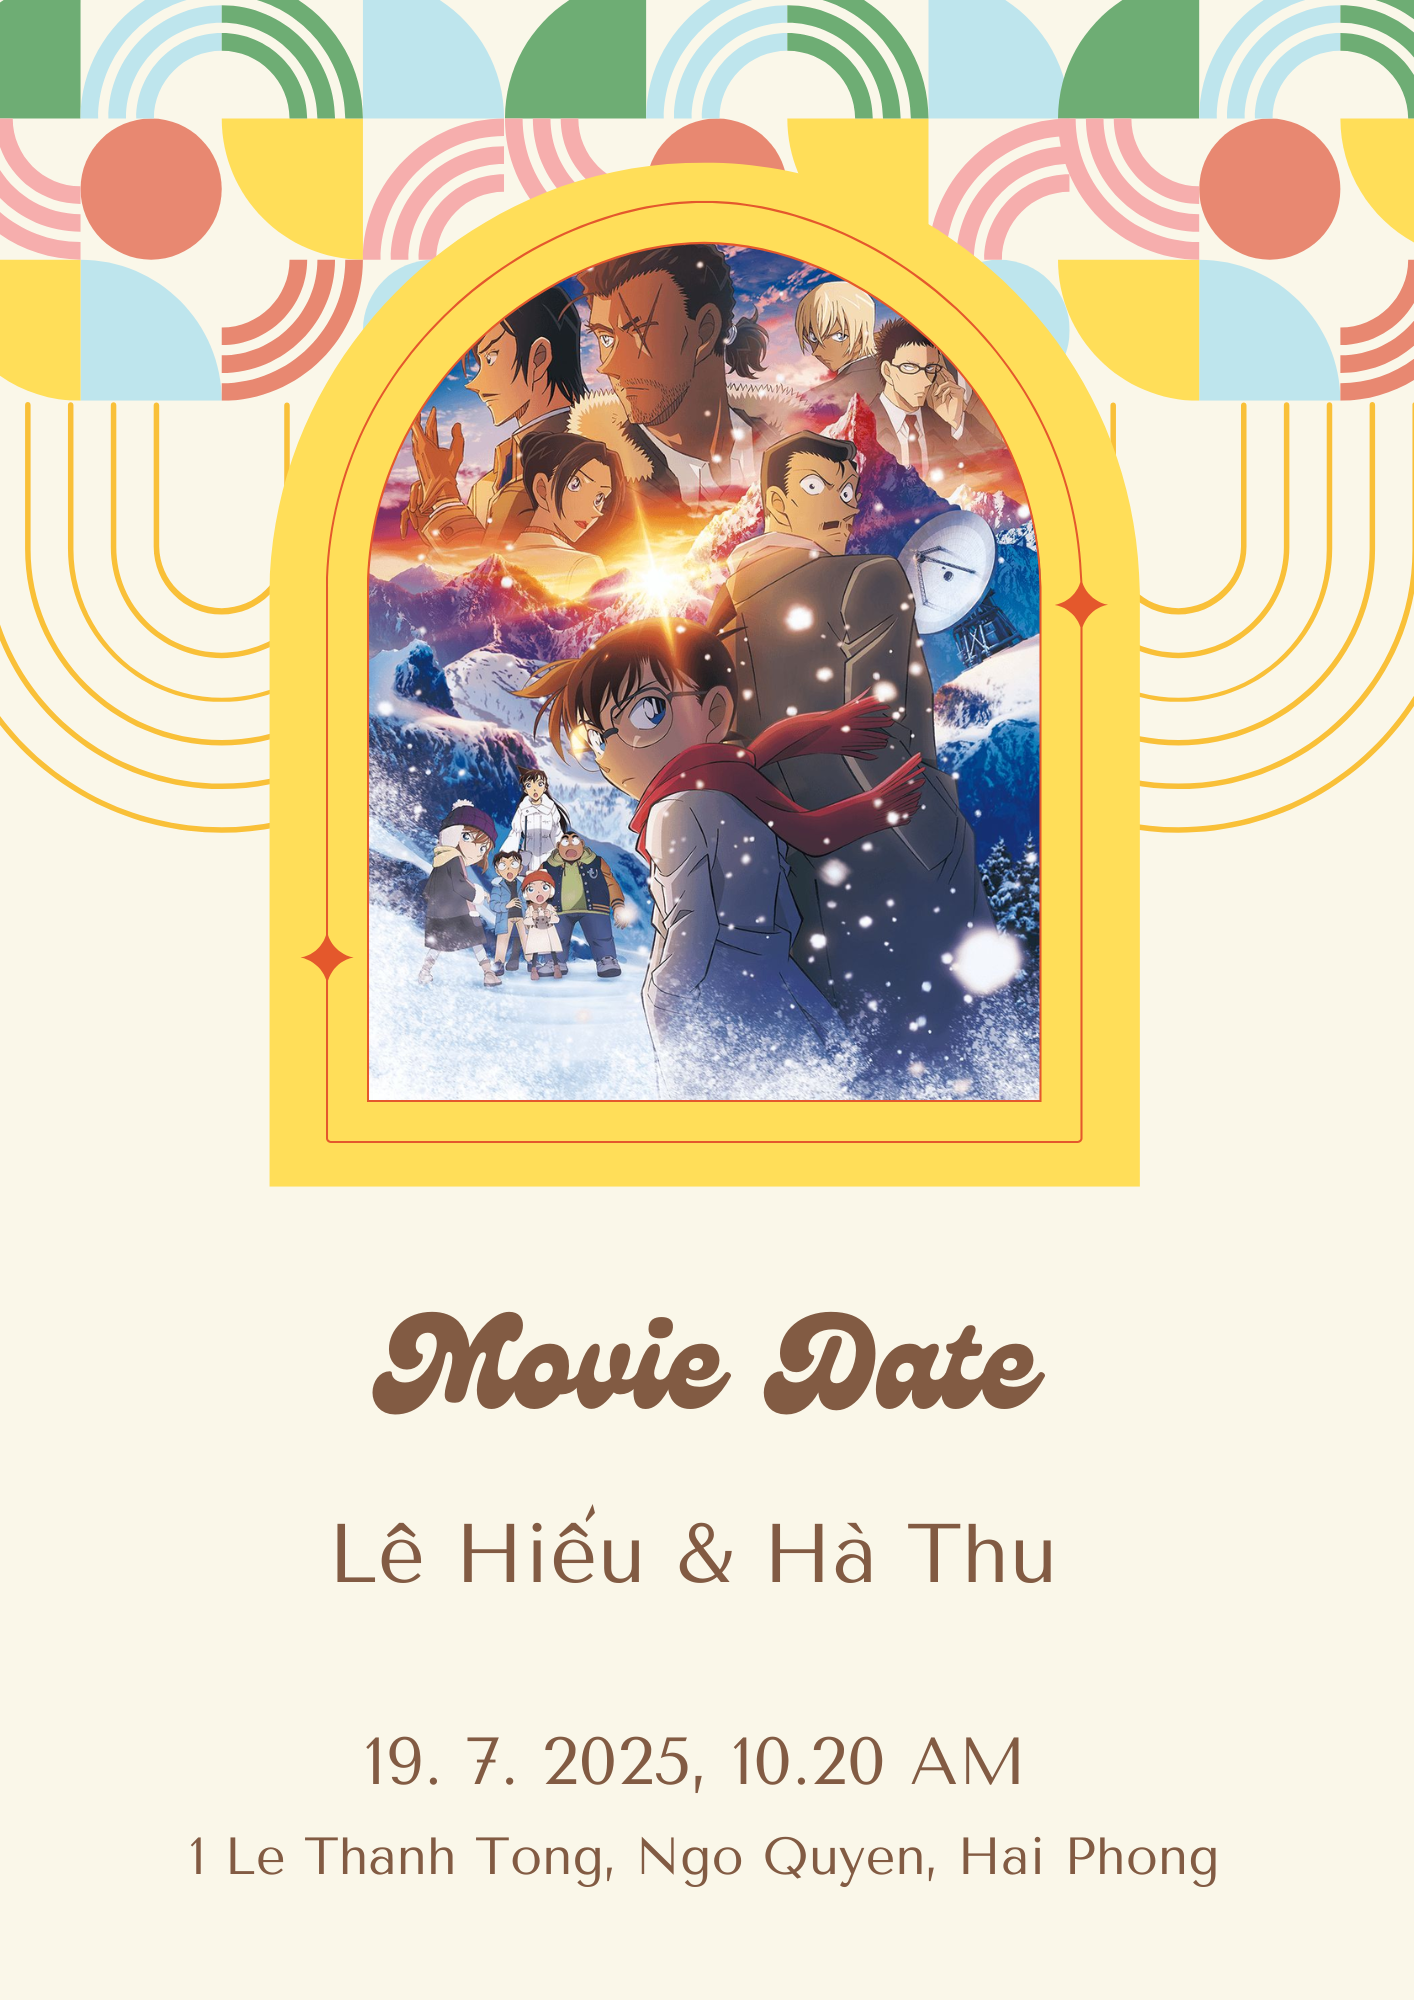 Movie Date
Lê Hiếu & Hà Thu
19. 7. 2025, 10.20 AM
1 Le Thanh Tong, Ngo Quyen, Hai Phong